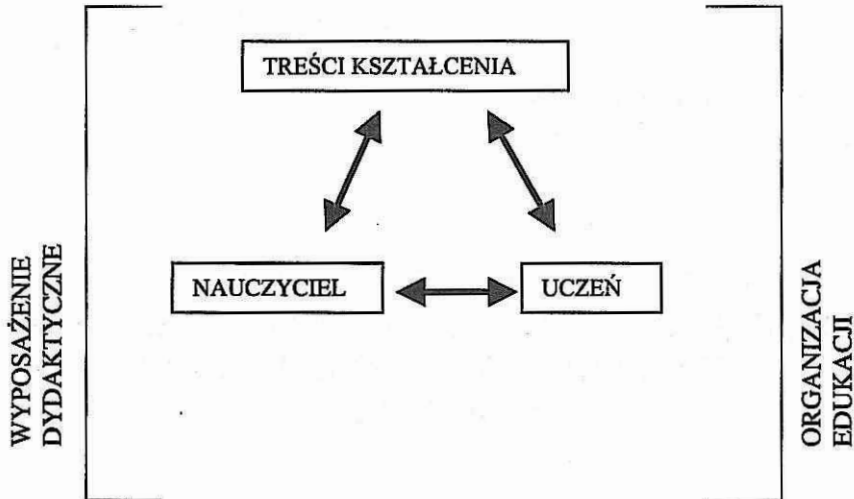 TREŚCI KSZTAŁCENIA
NAUCZYCIEL
UCZEŃ
WYPOSAŻENIE
DYDAKTYCZNE
ORGANIZACJA
EDUKACJI